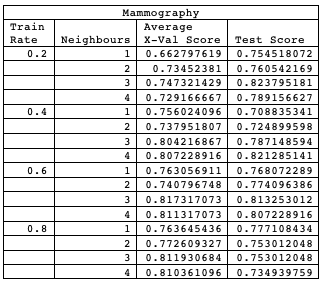 Mammography
Train Rate Neighbours Average X-Val Score Test Score
0.2 1 0.662797619 0.754518072
2 0.73452381 0.760542169
3 0.747321429 0.823795181
4 0.729166667 0.789156627
0.4 1 0.756024096 0.708835341
2 0.737951807 0.724899598
3 0.804216867 0.787148594
4 0.807228916 0.821285141
0.6 1 0.763056911 0.768072289
2 0.740796748 0.774096386
3 0.817317073 0.813253012
4 0.811317073 0.807228916
0.8 1 0.763645436 0.777108434
2 0.772609327 0.753012048
3 0.811930684 0.753012048
4 0.810361096 0.734939759